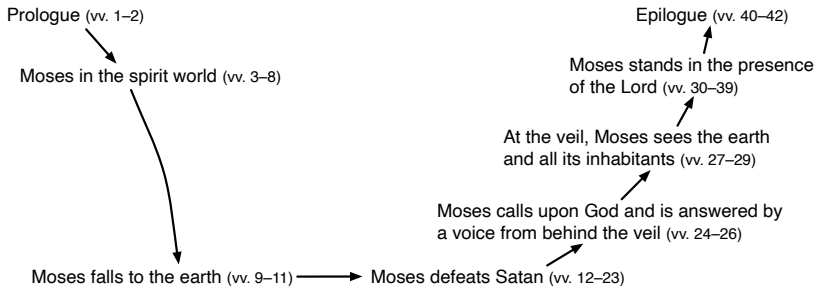 Prologue (vv. 1–2)
Moses in the spirit world (vv. 3–8)
Moses falls to the earth (vv. 9–11)
Moses defeats Satan (vv. 12–23)
Moses calls upon God and is answered by
a voice from behind the veil (vv. 24–26)
At the veil, Moses sees the earth
and all its inhabitants (vv. 27–29)
Moses stands in the presence
of the Lord (vv. 30–39)
Epilogue (vv. 40–42)